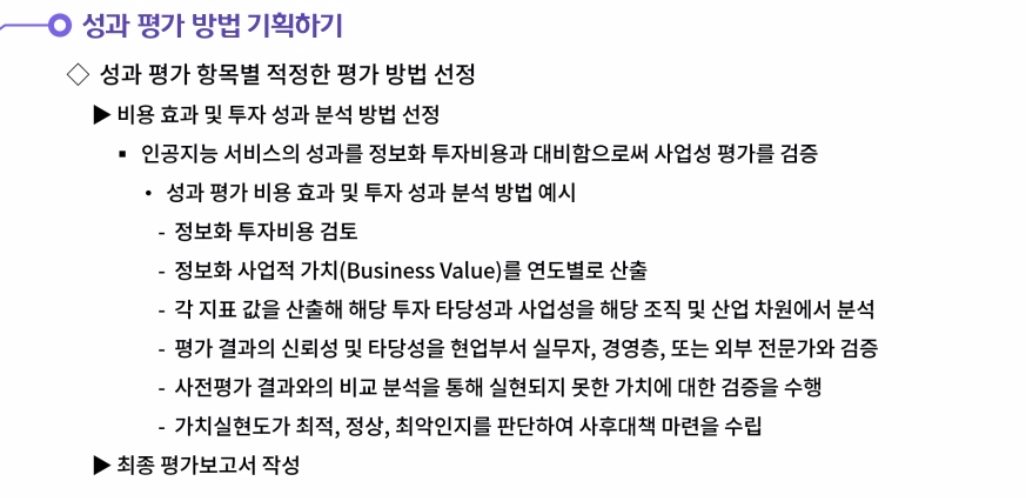 성과 평가 방법 기획하기
◇ 성과 평가 항목별 적정한 평가 방법 선정
▶ 비용 효과 및 투자 성과 분석 방법 선정
▪ 인공지능 서비스의 성과를 정보화 투자비용과 대비함으로써 사업성 평가를 검증
• 성과 평가 비용 효과 및 투자 성과 분석 방법 예시
- 정보화 투자비용 검토
- 정보화 사업적 가치(Business Value)를 연도별로 산출
- 각 지표 값을 산출해 해당 투자 타당성과 사업성을 해당 조직 및 산업 차원에서 분석
- 평가 결과의 신뢰성 및 타당성을 현업부서 실무자, 경영층, 또는 외부 전문가와 검증
- 사전평가 결과와의 비교 분석을 통해 실현되지 못한 가치에 대한 검증을 수행
- 가치실현도가 최적, 정상, 최악인지를 판단하여 사후대책 마련을 수립
▶ 최종 평가보고서 작성